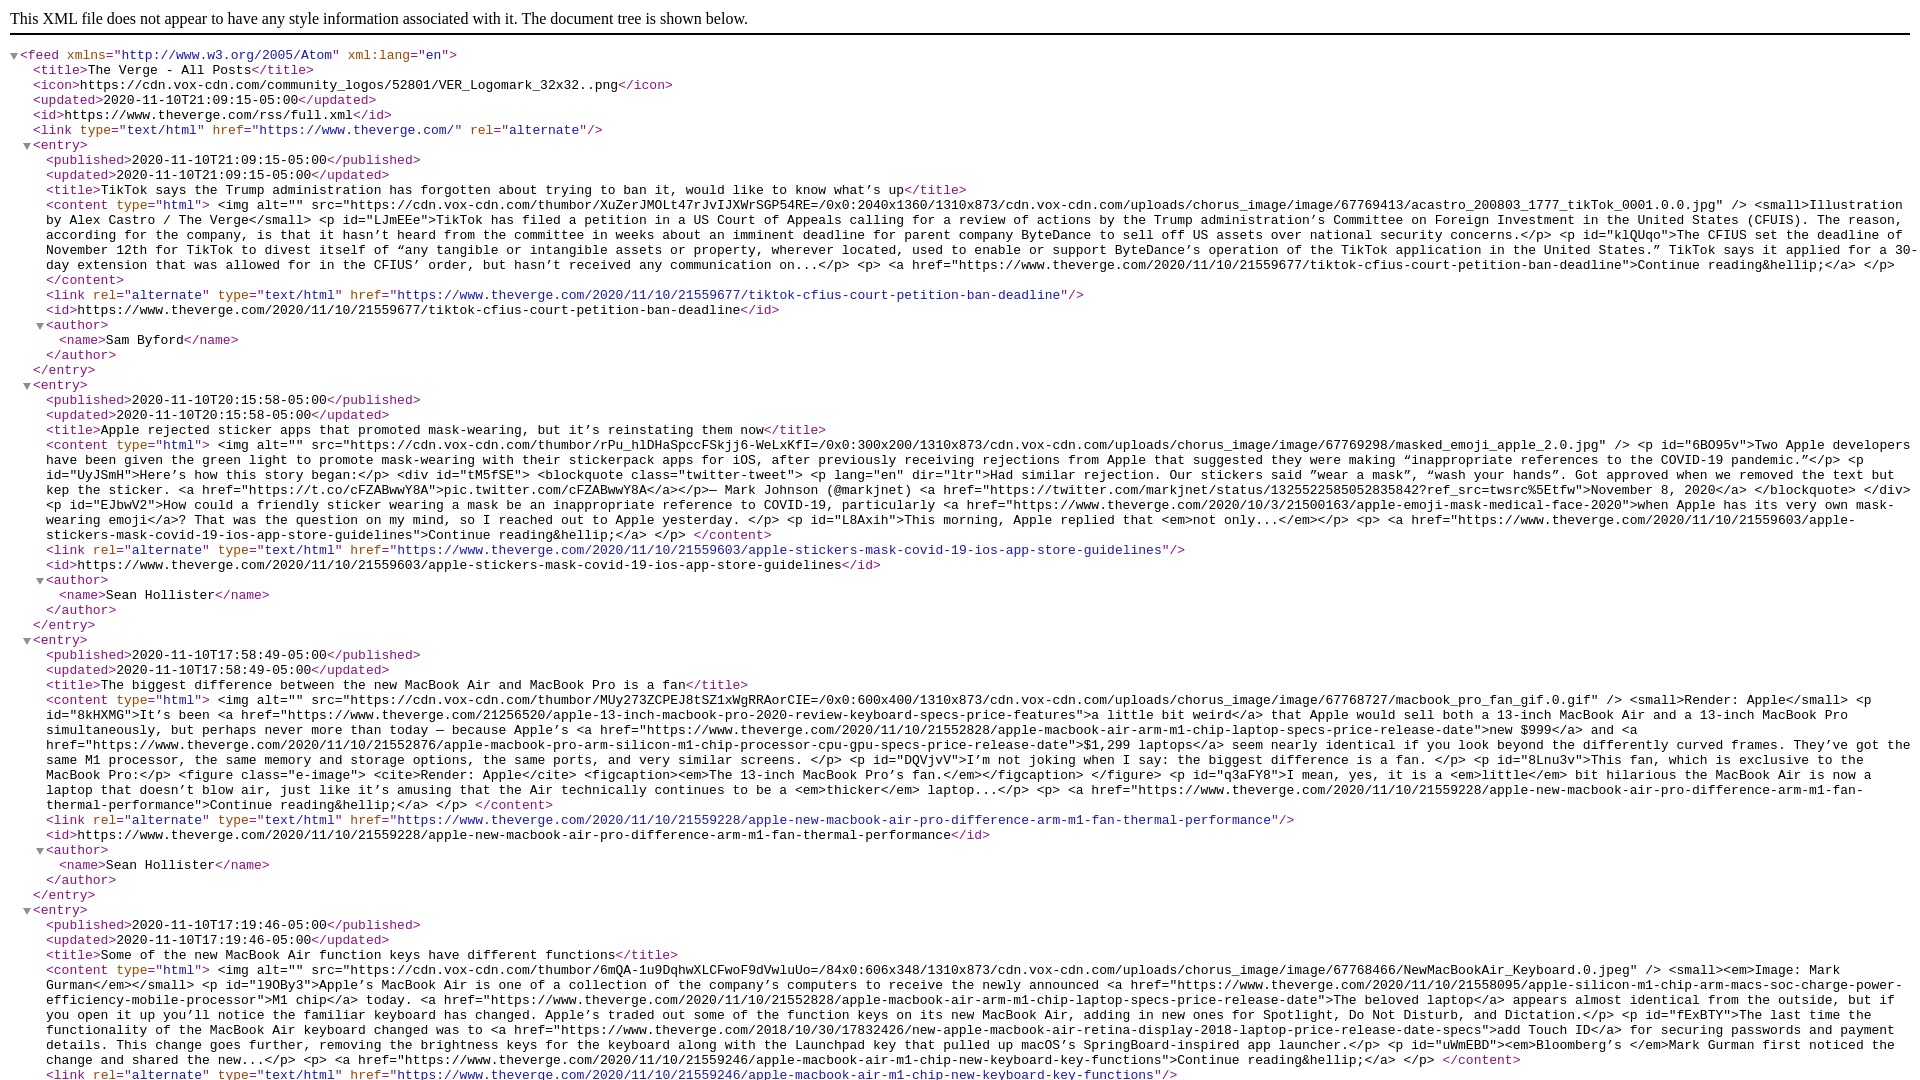 This XML file does not appear to have any style information associated with it. The document tree is shown below.
<feed xmlns="http://www.w3.org/2005/Atom" xml:lang="en">
<title>The Verge - All Posts</title>
<icon>https://cdn.vox-cdn.com/community_logos/52801/VER_Logomark_32x32..png</icon>
<updated>2020-11-10T21:09:15-05:00</updated>
<id>https://www.theverge.com/rss/full.xml</id>
<link type="text/html" href="https://www.theverge.com/" rel="alternate"/>
<entry>
<published>2020-11-10T21:09:15-05:00</published>
<updated>2020-11-10T21:09:15-05:00</updated>
<title>TikTok says the Trump administration has forgotten about trying to ban it, would like to know what’s up</title>
<content type="html"> <img alt="" src="https://cdn.vox-cdn.com/thumbor/XuZerJMOLt47rJvIJXWrSGP54RE=/0x0:2040x1360/1310x873/cdn.vox-cdn.com/uploads/chorus_image/image/67769413/acastro_200803_1777_tikTok_0001.0.0.jpg" /> <small>Illustration
by Alex Castro / The Verge</small> <p id="LJmEEe">TikTok has filed a petition in a US Court of Appeals calling for a review of actions by the Trump administration’s Committee on Foreign Investment in the United States (CFUIS). The reason,
according for the company, is that it hasn’t heard from the committee in weeks about an imminent deadline for parent company ByteDance to sell off US assets over national security concerns.</p> <p id="klQUqo">The CFIUS set the deadline of
November 12th for TikTok to divest itself of “any tangible or intangible assets or property, wherever located, used to enable or support ByteDance’s operation of the TikTok application in the United States.” TikTok says it applied for a 30-
day extension that was allowed for in the CFIUS’ order, but hasn’t received any communication on...</p> <p> <a href="https://www.theverge.com/2020/11/10/21559677/tiktok-cfius-court-petition-ban-deadline">Continue reading&hellip;</a> </p>
</content>
<link rel="alternate" type="text/html" href="https://www.theverge.com/2020/11/10/21559677/tiktok-cfius-court-petition-ban-deadline"/>
<id>https://www.theverge.com/2020/11/10/21559677/tiktok-cfius-court-petition-ban-deadline</id>
<author>
<name>Sam Byford</name>
</author>
</entry>
<entry>
<published>2020-11-10T20:15:58-05:00</published>
<updated>2020-11-10T20:15:58-05:00</updated>
<title>Apple rejected sticker apps that promoted mask-wearing, but it’s reinstating them now</title>
<content type="html"> <img alt="" src="https://cdn.vox-cdn.com/thumbor/rPu_hlDHaSpccFSkjj6-WeLxKfI=/0x0:300x200/1310x873/cdn.vox-cdn.com/uploads/chorus_image/image/67769298/masked_emoji_apple_2.0.jpg" /> <p id="6BO95v">Two Apple developers
have been given the green light to promote mask-wearing with their stickerpack apps for iOS, after previously receiving rejections from Apple that suggested they were making “inappropriate references to the COVID-19 pandemic.”</p> <p
id="UyJSmH">Here’s how this story began:</p> <div id="tM5fSE"> <blockquote class="twitter-tweet"> <p lang="en" dir="ltr">Had similar rejection. Our stickers said ”wear a mask”, “wash your hands”. Got approved when we removed the text but
kep the sticker. <a href="https://t.co/cFZABwwY8A">pic.twitter.com/cFZABwwY8A</a></p>— Mark Johnson (@markjnet) <a href="https://twitter.com/markjnet/status/1325522585052835842?ref_src=twsrc%5Etfw">November 8, 2020</a> </blockquote> </div>
<p id="EJbwV2">How could a friendly sticker wearing a mask be an inappropriate reference to COVID-19, particularly <a href="https://www.theverge.com/2020/10/3/21500163/apple-emoji-mask-medical-face-2020">when Apple has its very own mask-
wearing emoji</a>? That was the question on my mind, so I reached out to Apple yesterday. </p> <p id="L8Axih">This morning, Apple replied that <em>not only...</em></p> <p> <a href="https://www.theverge.com/2020/11/10/21559603/apple-
stickers-mask-covid-19-ios-app-store-guidelines">Continue reading&hellip;</a> </p> </content>
<link rel="alternate" type="text/html" href="https://www.theverge.com/2020/11/10/21559603/apple-stickers-mask-covid-19-ios-app-store-guidelines"/>
<id>https://www.theverge.com/2020/11/10/21559603/apple-stickers-mask-covid-19-ios-app-store-guidelines</id>
<author>
<name>Sean Hollister</name>
</author>
</entry>
<entry>
<published>2020-11-10T17:58:49-05:00</published>
<updated>2020-11-10T17:58:49-05:00</updated>
<title>The biggest difference between the new MacBook Air and MacBook Pro is a fan</title>
<content type="html"> <img alt="" src="https://cdn.vox-cdn.com/thumbor/MUy273ZCPEJ8tSZ1xWgRRAorCIE=/0x0:600x400/1310x873/cdn.vox-cdn.com/uploads/chorus_image/image/67768727/macbook_pro_fan_gif.0.gif" /> <small>Render: Apple</small> <p
id="8kHXMG">It’s been <a href="https://www.theverge.com/21256520/apple-13-inch-macbook-pro-2020-review-keyboard-specs-price-features">a little bit weird</a> that Apple would sell both a 13-inch MacBook Air and a 13-inch MacBook Pro
simultaneously, but perhaps never more than today — because Apple’s <a href="https://www.theverge.com/2020/11/10/21552828/apple-macbook-air-arm-m1-chip-laptop-specs-price-release-date">new $999</a> and <a
href="https://www.theverge.com/2020/11/10/21552876/apple-macbook-pro-arm-silicon-m1-chip-processor-cpu-gpu-specs-price-release-date">$1,299 laptops</a> seem nearly identical if you look beyond the differently curved frames. They’ve got the
same M1 processor, the same memory and storage options, the same ports, and very similar screens. </p> <p id="DQVjvV">I’m not joking when I say: the biggest difference is a fan. </p> <p id="8Lnu3v">This fan, which is exclusive to the
MacBook Pro:</p> <figure class="e-image"> <cite>Render: Apple</cite> <figcaption><em>The 13-inch MacBook Pro’s fan.</em></figcaption> </figure> <p id="q3aFY8">I mean, yes, it is a <em>little</em> bit hilarious the MacBook Air is now a
laptop that doesn’t blow air, just like it’s amusing that the Air technically continues to be a <em>thicker</em> laptop...</p> <p> <a href="https://www.theverge.com/2020/11/10/21559228/apple-new-macbook-air-pro-difference-arm-m1-fan-
thermal-performance">Continue reading&hellip;</a> </p> </content>
<link rel="alternate" type="text/html" href="https://www.theverge.com/2020/11/10/21559228/apple-new-macbook-air-pro-difference-arm-m1-fan-thermal-performance"/>
<id>https://www.theverge.com/2020/11/10/21559228/apple-new-macbook-air-pro-difference-arm-m1-fan-thermal-performance</id>
<author>
<name>Sean Hollister</name>
</author>
</entry>
<entry>
<published>2020-11-10T17:19:46-05:00</published>
<updated>2020-11-10T17:19:46-05:00</updated>
<title>Some of the new MacBook Air function keys have different functions</title>
<content type="html"> <img alt="" src="https://cdn.vox-cdn.com/thumbor/6mQA-1u9DqhwXLCFwoF9dVwluUo=/84x0:606x348/1310x873/cdn.vox-cdn.com/uploads/chorus_image/image/67768466/NewMacBookAir_Keyboard.0.jpeg" /> <small><em>Image: Mark
Gurman</em></small> <p id="l9OBy3">Apple’s MacBook Air is one of a collection of the company’s computers to receive the newly announced <a href="https://www.theverge.com/2020/11/10/21558095/apple-silicon-m1-chip-arm-macs-soc-charge-power-
efficiency-mobile-processor">M1 chip</a> today. <a href="https://www.theverge.com/2020/11/10/21552828/apple-macbook-air-arm-m1-chip-laptop-specs-price-release-date">The beloved laptop</a> appears almost identical from the outside, but if
you open it up you’ll notice the familiar keyboard has changed. Apple’s traded out some of the function keys on its new MacBook Air, adding in new ones for Spotlight, Do Not Disturb, and Dictation.</p> <p id="fExBTY">The last time the
functionality of the MacBook Air keyboard changed was to <a href="https://www.theverge.com/2018/10/30/17832426/new-apple-macbook-air-retina-display-2018-laptop-price-release-date-specs">add Touch ID</a> for securing passwords and payment
details. This change goes further, removing the brightness keys for the keyboard along with the Launchpad key that pulled up macOS’s SpringBoard-inspired app launcher.</p> <p id="uWmEBD"><em>Bloomberg’s </em>Mark Gurman first noticed the
change and shared the new...</p> <p> <a href="https://www.theverge.com/2020/11/10/21559246/apple-macbook-air-m1-chip-new-keyboard-key-functions">Continue reading&hellip;</a> </p> </content>
<link rel="alternate" type="text/html" href="https://www.theverge.com/2020/11/10/21559246/apple-macbook-air-m1-chip-new-keyboard-key-functions"/>